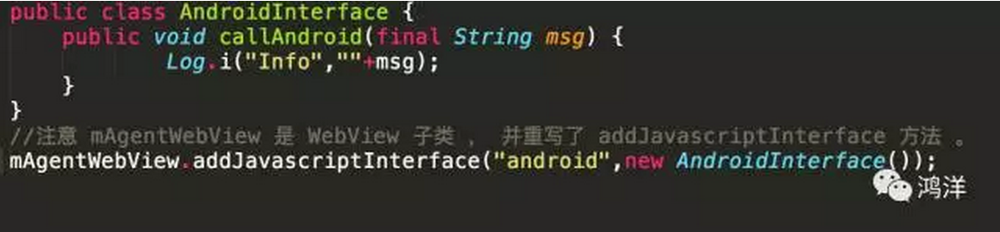 public class AndroidInterface {
    public void callAndroid(final String msg) {
            Log.i("Info",""+msg);
    }
}
//注意 mAgentWebView 是 WebView 子类 ， 并重写了 addJavascriptInterface 方法 。
mAgentWebView.addJavascriptInterface("android",new AndroidInterface());
鸿洋